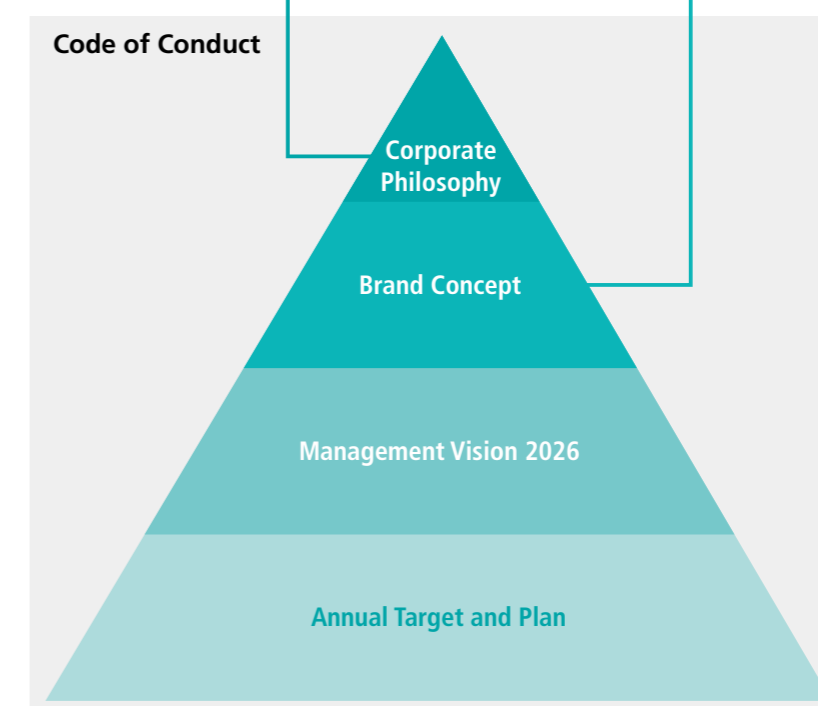 Code of Conduct
Corporate
Philosophy
Brand Concept
Management Vision 2026
Annual Target and Plan